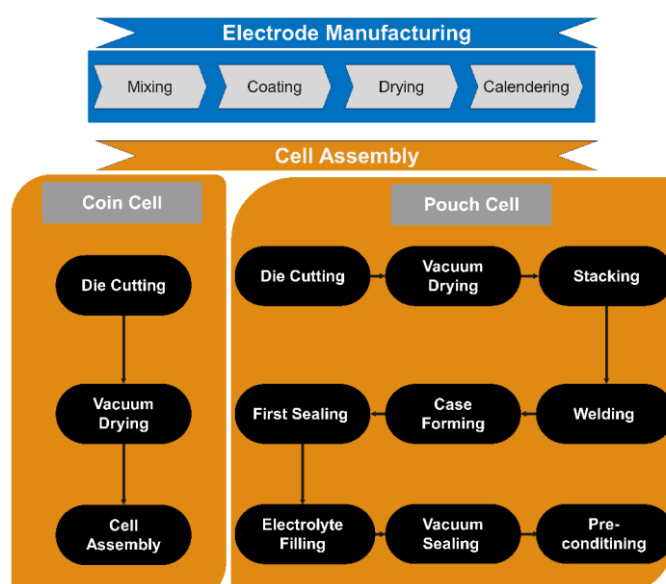 Electrode Manufacturing
Mixing
Coating
Drying
Calendering
Cell Assembly
Coin Cell
Die Cutting
Vacuum
Drying
Cell
Assembly
Pouch Cell
Die Cutting
Vacuum
Drying
Stacking
Welding
Case
Forming
First Sealing
Electrolyte
Filling
Vacuum
Sealing
Pre-
conditining